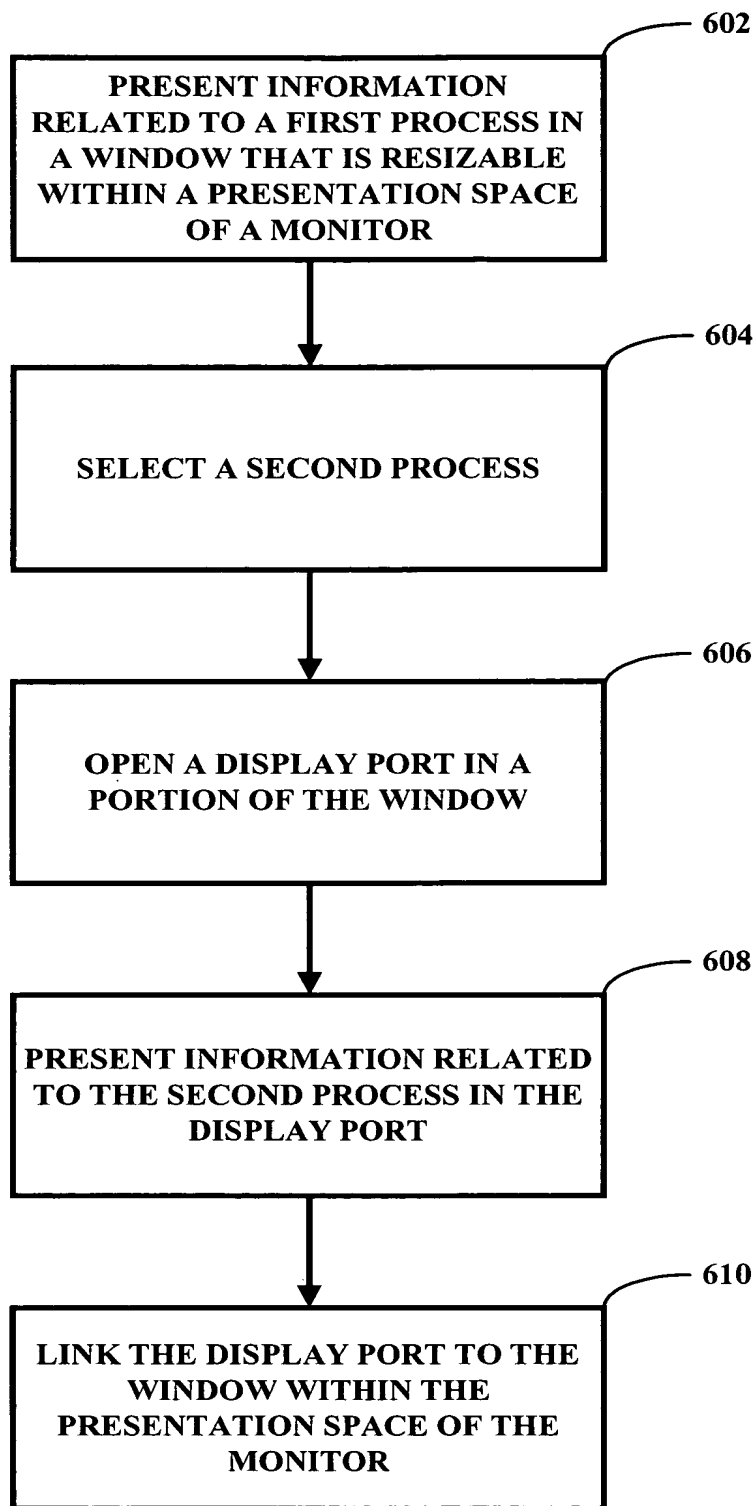 602
PRESENT INFORMATION
RELATED TO A FIRST PROCESS IN
A WINDOW THAT IS RESIZABLE
WITHIN A PRESENTATION SPACE
OF A MONITOR
604
SELECT A SECOND PROCESS
606
OPEN A DISPLAY PORT IN A
PORTION OF THE WINDOW
608
PRESENT INFORMATION RELATED
TO THE SECOND PROCESS IN THE
DISPLAY PORT
610
LINK THE DISPLAY PORT TO THE
WINDOW WITHIN THE
PRESENTATION SPACE OF THE
MONITOR